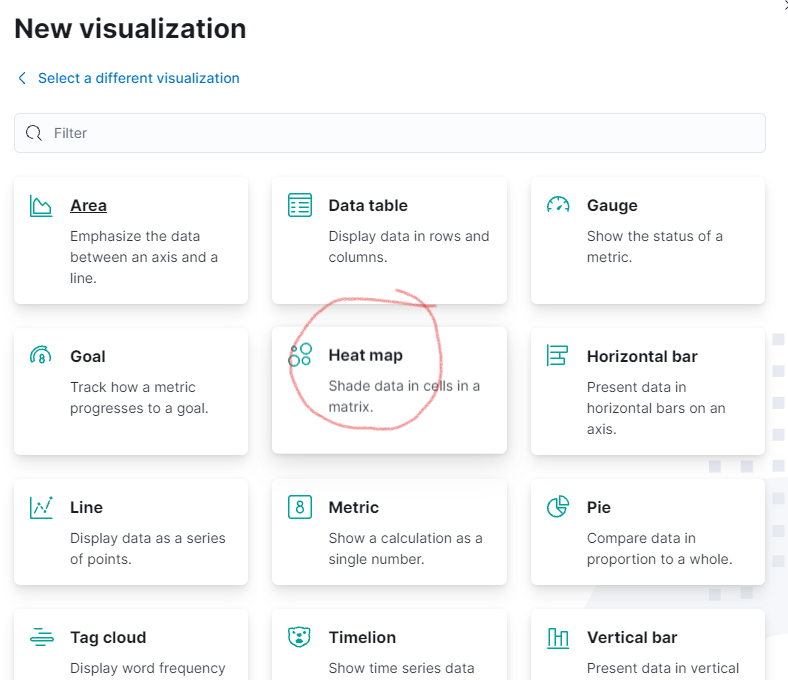 New visualization
Select a different visualization
Filter
Area
Emphasize the data
between an axis and a
line.
Data table
Display data in rows and
columns.
Gauge
Show the status of a
metric.
8
Goal
Track how a metric
progresses to a goal.
Heat map
Shade data in cells in a
matrix.
Horizontal bar
Present data in
horizontal bars on an
axis.
Line
Display data as a series
of points.
8
Metric
Show a calculation as a
single number.
Pie
Compare data in
proportion to a whole.
Tag cloud
Display word frequency
Timelion
Show time series data
Vertical bar
Present data in vertical